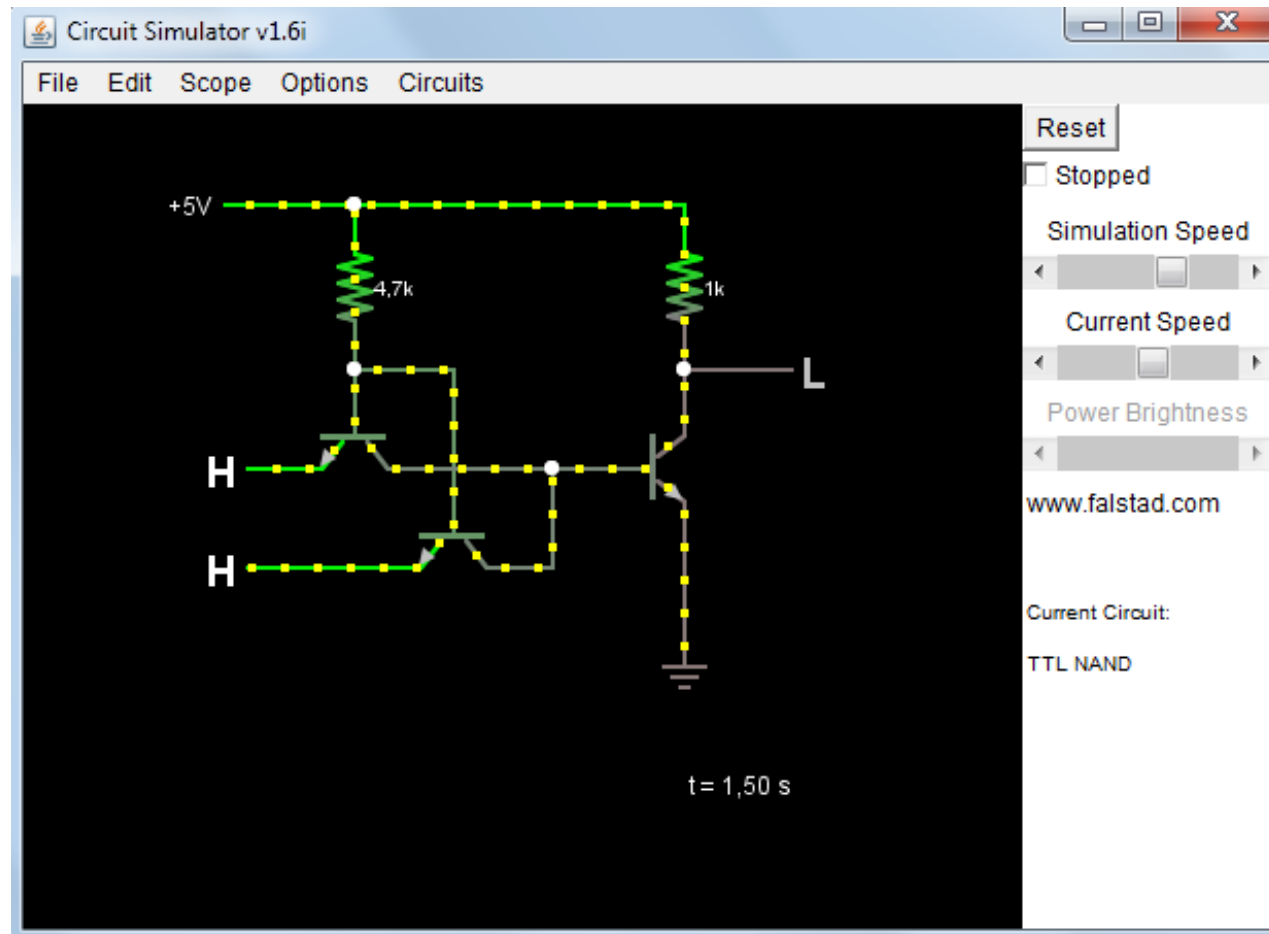 Circuit Simulator v1.6i
File Edit Scope Options Circuits
Reset
Stopped
+5V
Simulation Speed
4,7k
1k
Current Speed
L
Power Brightness
H
www.falstad.com
H
Current Circuit:
TTL NAND
t = 1,50 s